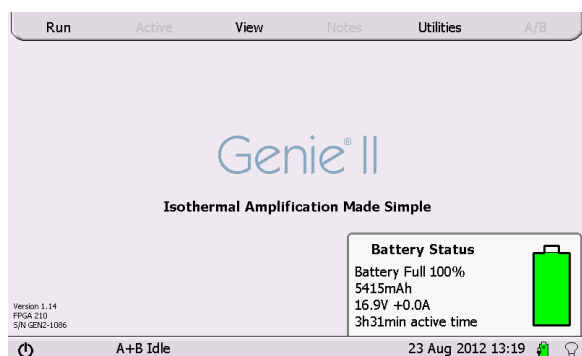 Run Active View Notes Utilities A/B
Genie® II
Isothermal Amplification Made Simple
Battery Status
Battery Full 100%
5415mAh
16.9V +0.0A
3h31min active time
Version 1.14
FPGA 210
S/N GEN2-1086
A+B Idle 23 Aug 2012 13:19